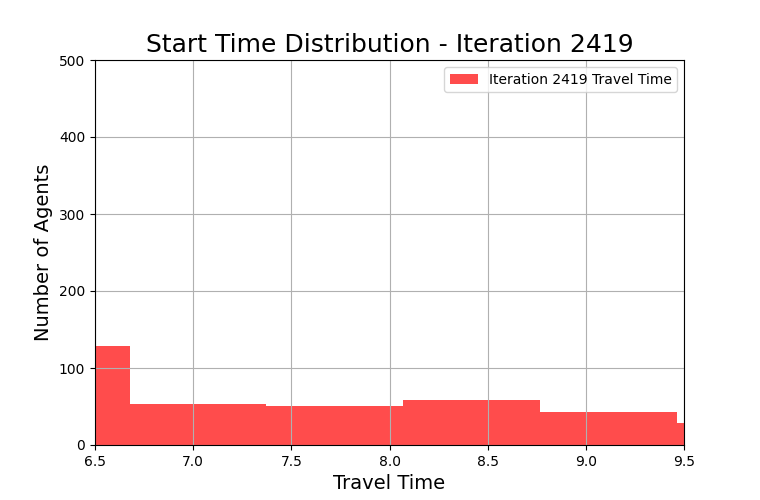 Start Time Distribution - Iteration 2419
500
400
300
200
100
0
Number of Agents
Iteration 2419 Travel Time
6.5 7.0 7.5 8.0 8.5 9.0 9.5
Travel Time